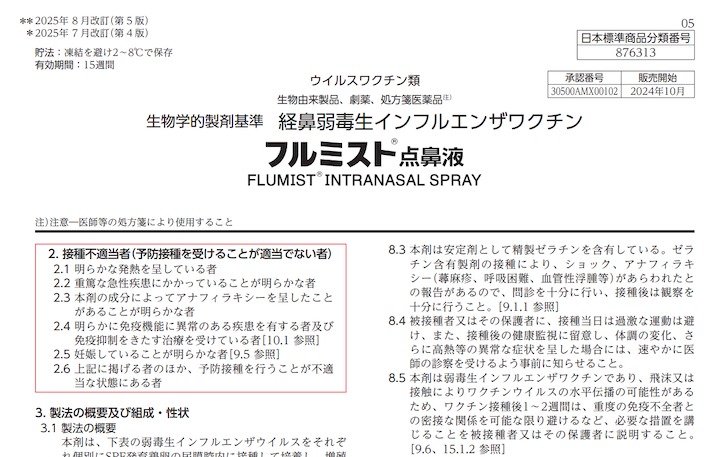 **2025年8月改訂(第5版)
*2025年7月改訂(第4版)
貯法：凍結を避け2～8℃で保存
有効期間：15週間
05
日本標準商品分類番号
876313
承認番号 販売開始
30500AMX00102 2024年10月
ウイルスワクチン類
生物由来製品、劇薬、処方箋医薬品注)
生物学的製剤基準 経鼻弱毒生インフルエンザワクチン
フルミスト®点鼻液
FLUMIST® INTRANASAL SPRAY
注)注意―医師等の処方箋により使用すること
2. 接種不適当者(予防接種を受けることが適当でない者)
2.1 明らかな発熱を呈している者
2.2 重篤な急性疾患にかかっていることが明らかな者
2.3 本剤の成分によってアナフィラキシーを呈したこと
があることが明らかな者
2.4 明らかに免疫機能に異常のある疾患を有する者及び
免疫抑制をきたす治療を受けている者[10.1 参照]
2.5 妊娠していることが明らかな者[9.5 参照]
2.6 上記に掲げる者のほか、予防接種を行うことが不適
当な状態にある者
3. 製法の概要及び組成・性状
3.1 製法の概要
本剤は、下表の弱毒生インフルエンザウイルスをそれぞ
れ個別にSPF発育鶏卵の尿膜腔内に接種して培養し、増殖
8.3 本剤は安定剤として精製ゼラチンを含有している。ゼラ
チン含有製剤の接種により、ショック、アナフィラキ
シー(蕁麻疹、呼吸困難、血管性浮腫等)があらわれたと
の報告があるので、問診を十分に行い、接種後は観察を
十分に行うこと。[9.1.1 参照]
8.4 被接種者又はその保護者に、接種当日は過激な運動は避
け、また、接種後の健康監視に留意し、体調の変化、さ
らに高熱等の異常な症状を呈した場合には、速やかに医
師の診察を受けるよう事前に知らせること。
8.5 本剤は弱毒生インフルエンザワクチンであり、飛沫又は
接触によりワクチンウイルスの水平伝播の可能性がある
ため、ワクチン接種後1～2週間は、重度の免疫不全者と
の密接な関係を可能な限り避けるなど、必要な措置を講
じることを被接種者又はその保護者に説明すること。
[9.6、15.1.2 参照]